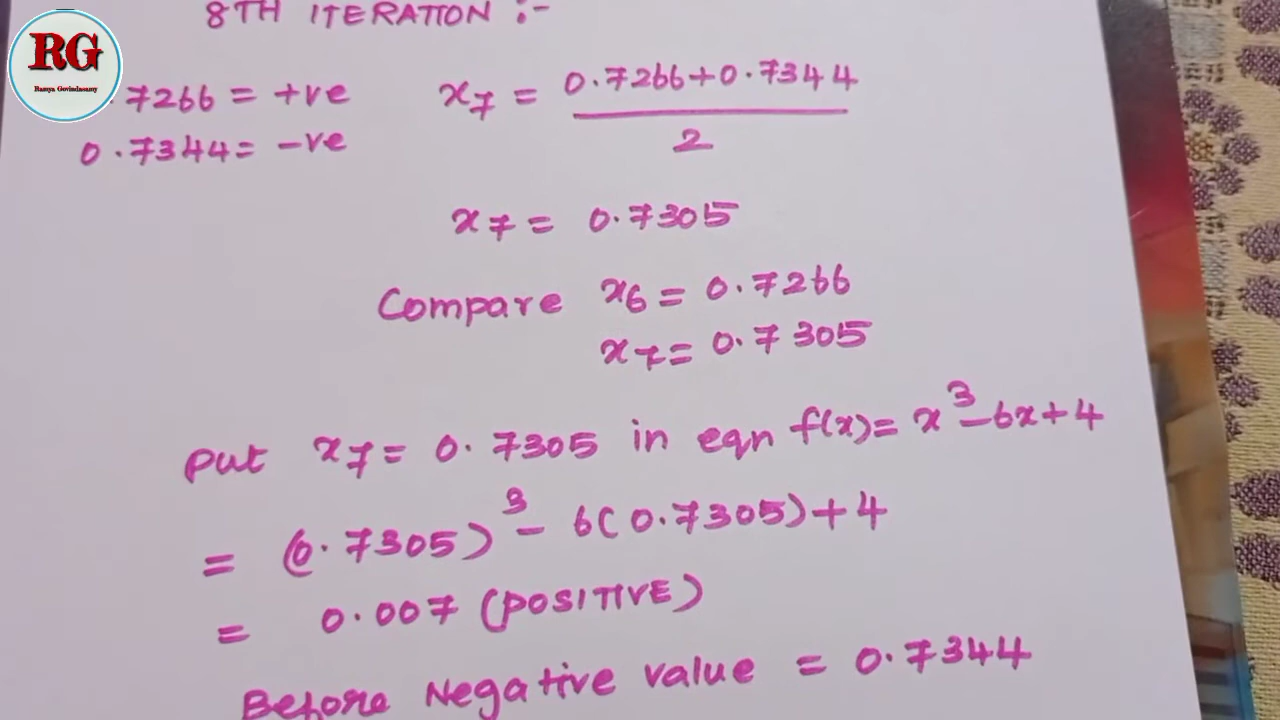 RG
Ramya Govindasamy
8TH ITERATION :-
.7266 = +ve
0.7344 = -ve
x7 = 0.7266+0.7344
2
x7 = 0.7305
Compare x6 = 0.7266
x7 = 0.7305
put x7 = 0.7305 in eqn f(x) = x³-6x+4
= (0.7305)³ - 6(0.7305)+4
= 0.007 (POSITIVE)
Before Negative value = 0.7344